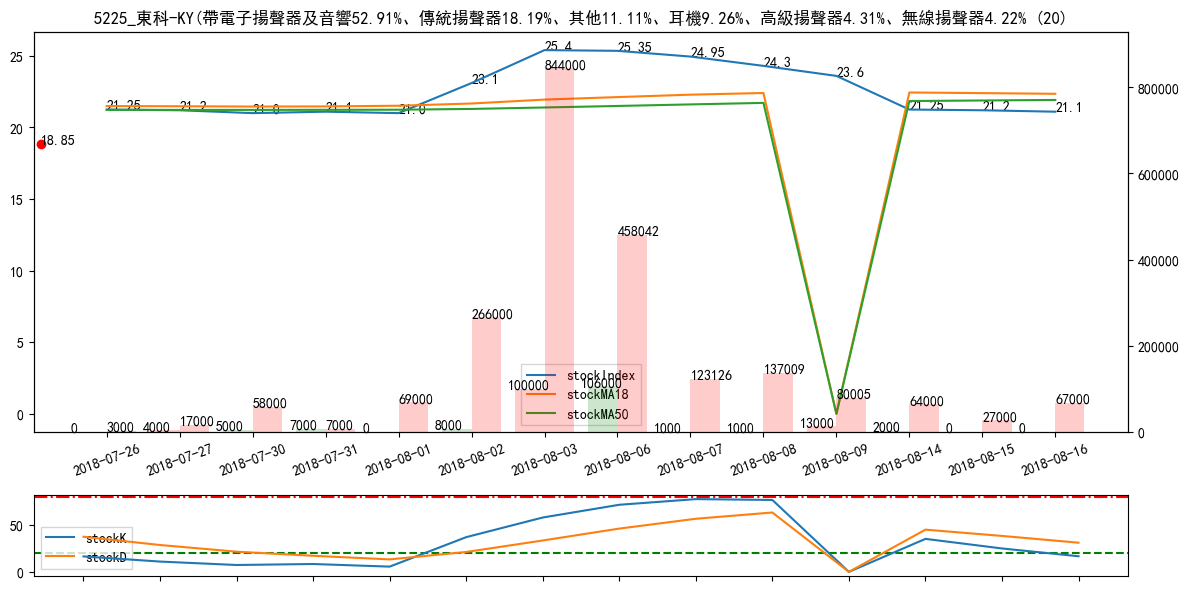 5225_東科-KY(帶電子揚聲器及音響52.91%、傳統揚聲器18.19%、其他11.11%、耳機9.26%、高級揚聲器4.31%、無線揚聲器4.22% (20)
25 20 15 10 5 0
800000 600000 400000 200000 0
18.85 21.25 21.2 21.0 21.1 21.0 23.1 25.4 25.35 24.95 24.3 23.6 21.25 21.2 21.1
0 3000 4000 17000 5000 58000 7000 7000 0 69000 8000 266000 100000 844000 106000 458042 1000 123126 1000 137009 13000 80005 2000 64000 0 27000 0 67000
stockIndex
stockMA18
stockMA50
2018-07-26 2018-07-27 2018-07-30 2018-07-31 2018-08-01 2018-08-02 2018-08-03 2018-08-06 2018-08-07 2018-08-08 2018-08-09 2018-08-14 2018-08-15 2018-08-16
50 0
stockK
stockD